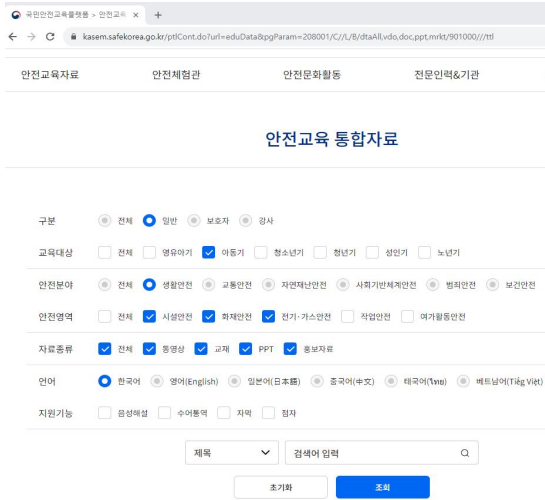 국민안전교육플랫폼 > 안전교육
kasem.safekorea.go.kr/ptlCont.do?url=eduData&pgParam=208001/C//L/B/dtaAll,vdo,doc,ppt,mrkt/901000///ttl
안전교육자료 안전체험관 안전문화활동 전문인력&기관
안전교육 통합자료
구분 전체 일반 보호자 강사
교육대상 전체 영유아기 아동기 청소년기 청년기 성인기 노년기
안전분야 전체 생활안전 교통안전 자연재난안전 사회기반체계안전 범죄안전 보건안전
안전영역 전체 시설안전 화재안전 전기·가스안전 작업안전 여가활동안전
자료종류 전체 동영상 교재 PPT 홍보자료
언어 한국어 영어(English) 일본어(日本語) 중국어(中文) 태국어(ไทย) 베트남어(Tiếg Việt)
지원기능 음성해설 수어통역 자막 점자
제목 검색어 입력
초기화 조회